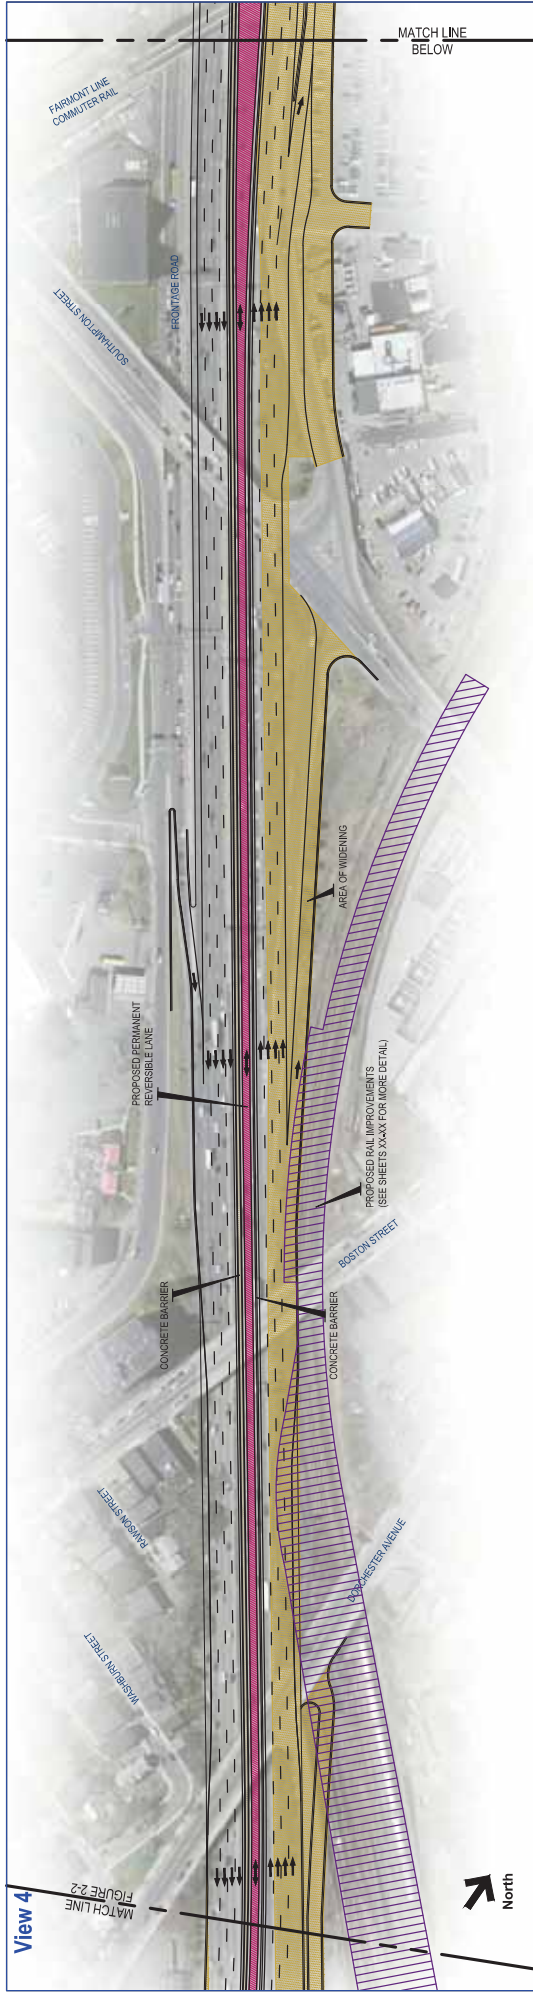 View 4
MATCH LINE
FIGURE 2-2
WASHBURN STREET
RAWSON STREET
CONCRETE BARRIER
PROPOSED PERMANENT
REVERSIBLE LANE
FRONTAGE ROAD
SOUTHAMPTON STREET
FAIRMONT LINE
COMMUTER RAIL
MATCH LINE
BELOW
DORCHESTER AVENUE
CONCRETE BARRIER
BOSTON STREET
PROPOSED RAIL IMPROVEMENTS
(SEE SHEETS XX-XX FOR MORE DETAIL)
AREA OF WIDENING
North